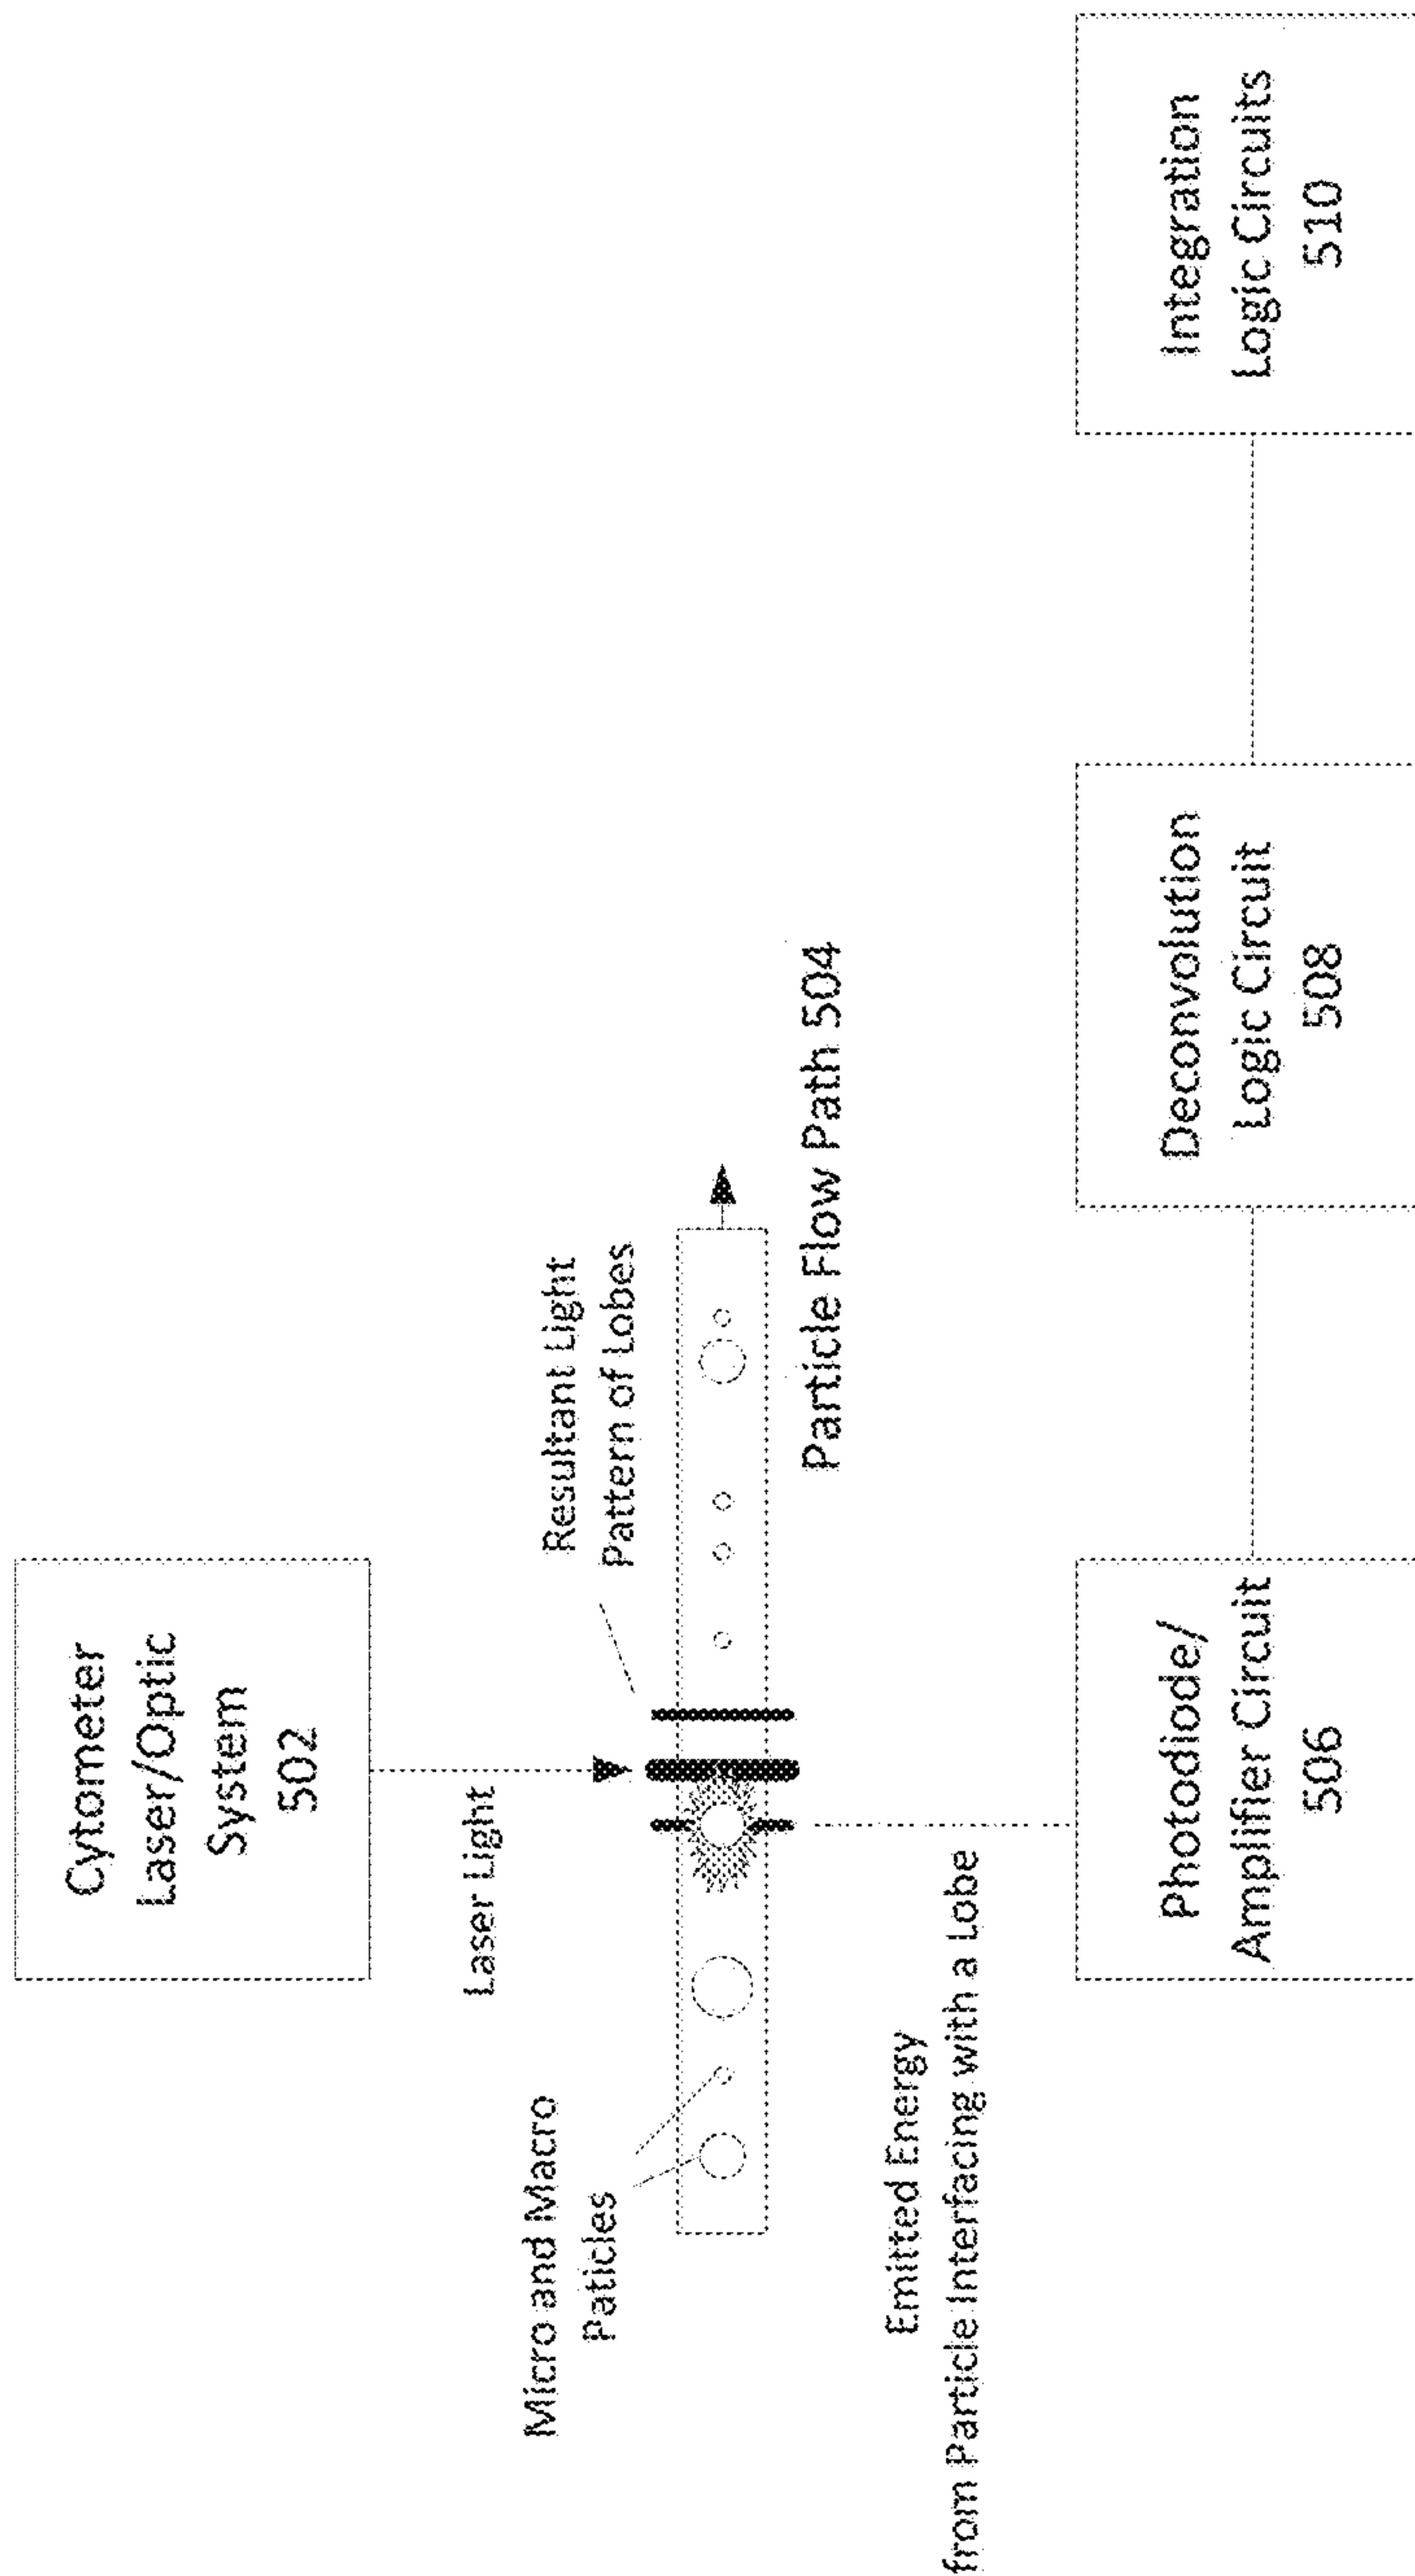 Cytometer
Laser/Optic
System
502
Laser Light
Resultant Light
Pattern of Lobes
Micro and Macro
Paticles
Particle Flow Path 504
Emitted Energy
from Particle Interfacing with a Lobe
Photodiode/
Amplifier Circuit
506
Deconvolution
Logic Circuit
508
Integration
Logic Circuits
510